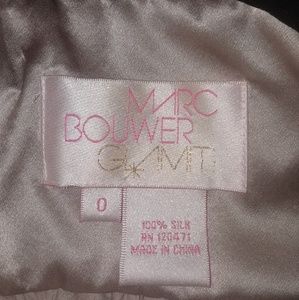 MARC
BOUWER
GLAMIT!
0
100% SILK
RN 120471
MADE IN CHINA